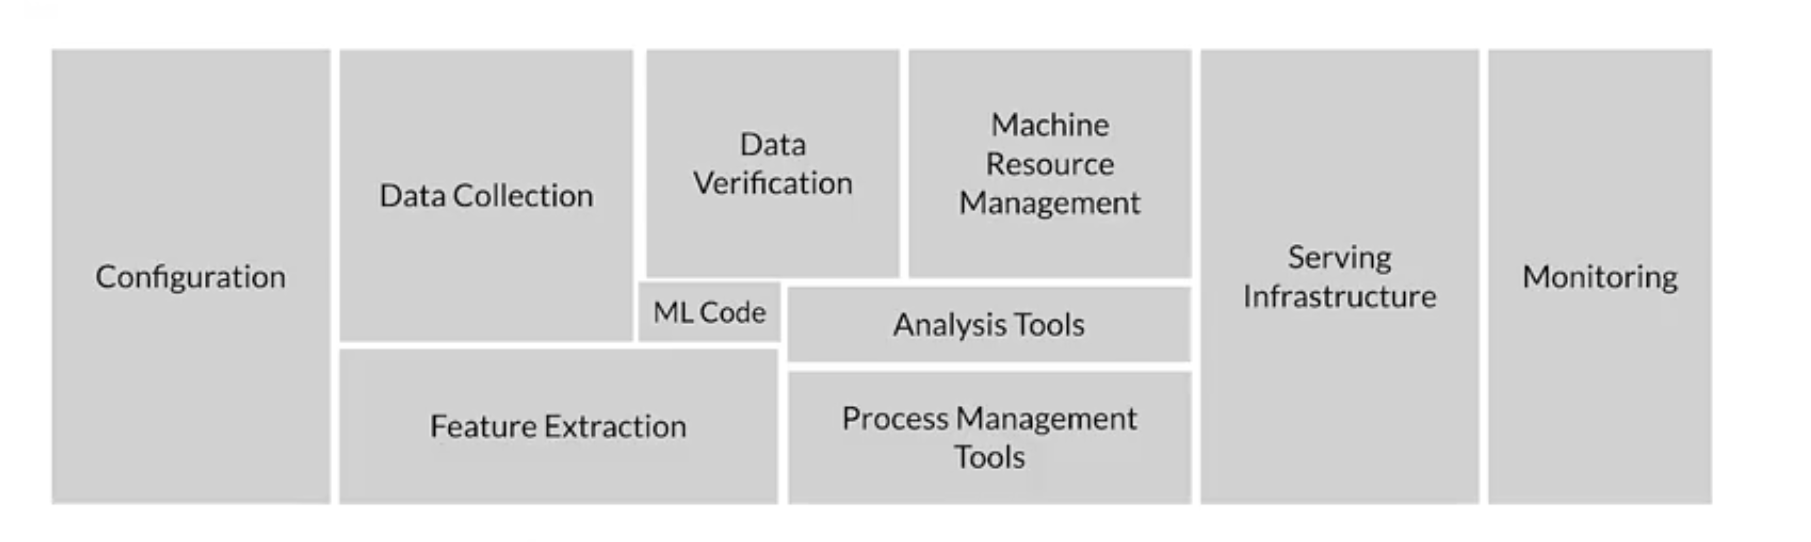 Configuration
Data Collection
Data
Verification
Machine
Resource
Management
ML Code
Analysis Tools
Feature Extraction
Process Management
Tools
Serving
Infrastructure
Monitoring